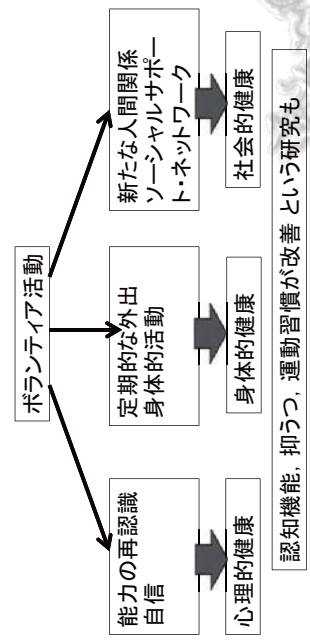 ボランティア活動
能力の再認識
自信
定期的な外出
身体的活動
新たな人間関係
ソーシャルサポー
ト・ネットワーク
心理的健康
身体的健康
社会的健康
認知機能，抑うつ，運動習慣が改善 という研究も